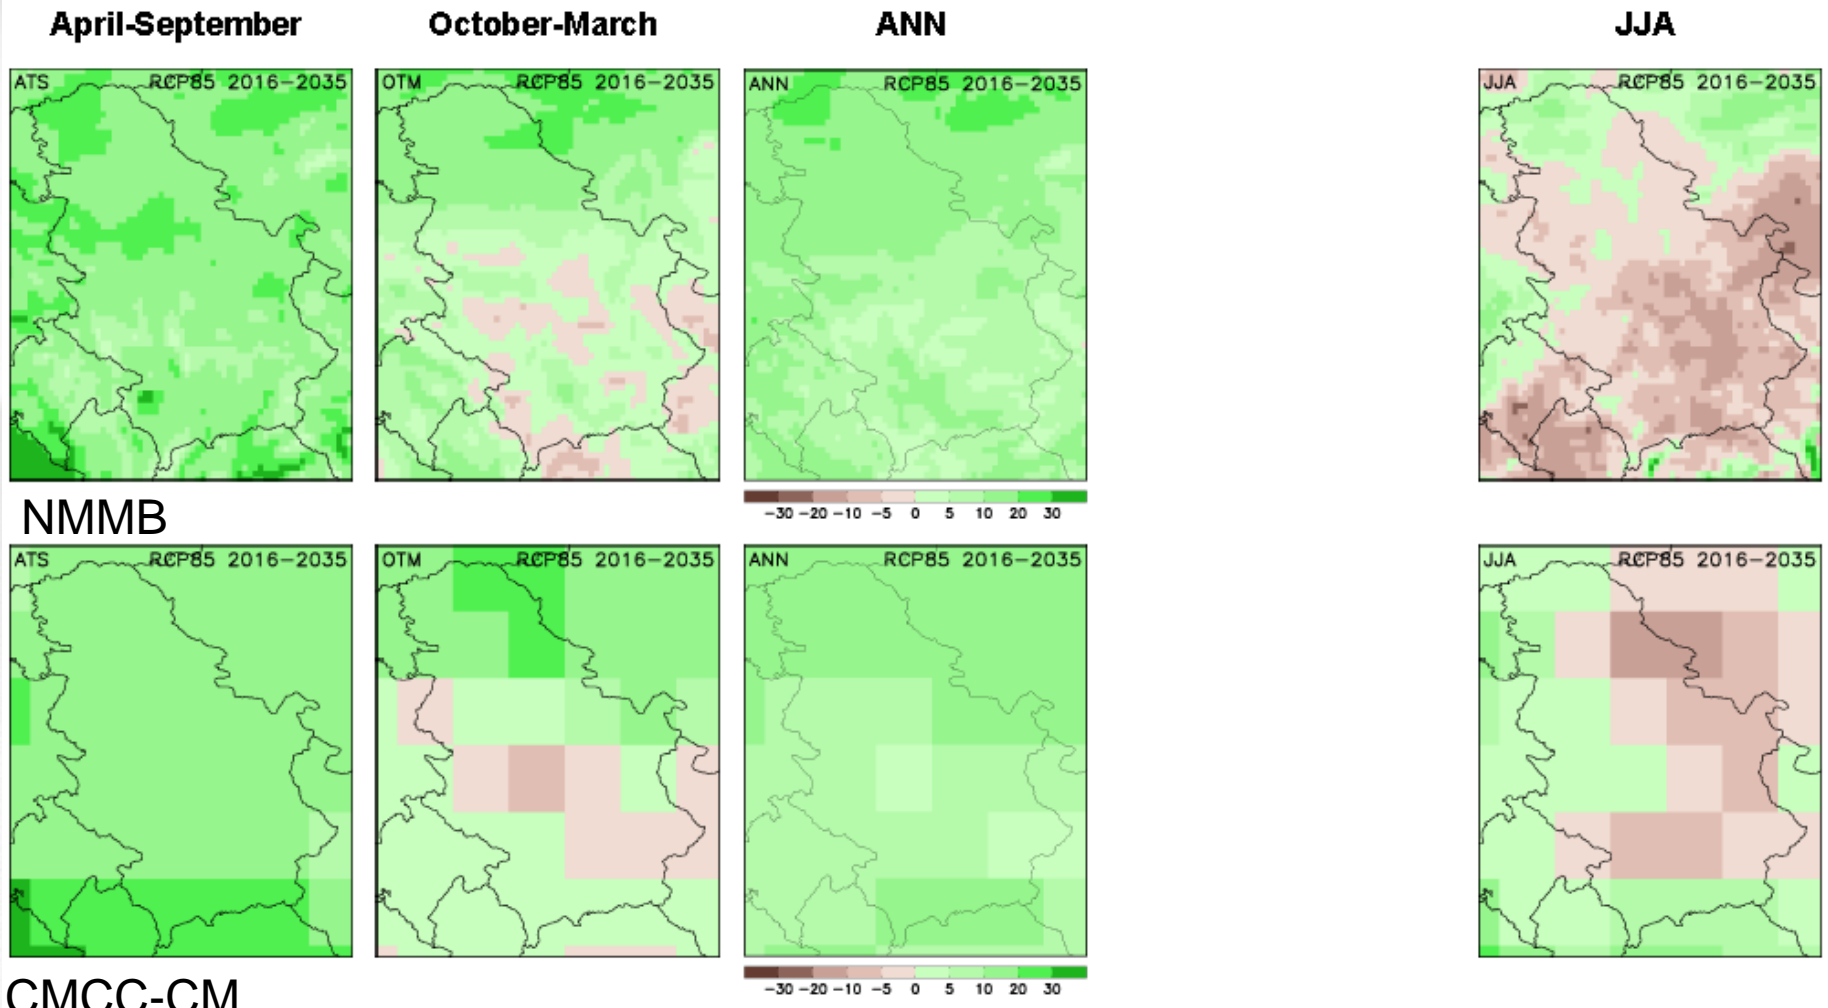 April-September October-March ANN JJA
ATS RCP85 2016-2035 OTM RCP85 2016-2035 ANN RCP85 2016-2035 JJA RCP85 2016-2035
-30 -20 -10 -5 0 5 10 20 30
NMMB
ATS RCP85 2016-2035 OTM RCP85 2016-2035 ANN RCP85 2016-2035 JJA RCP85 2016-2035
-30 -20 -10 -5 0 5 10 20 30
CMCC-CM